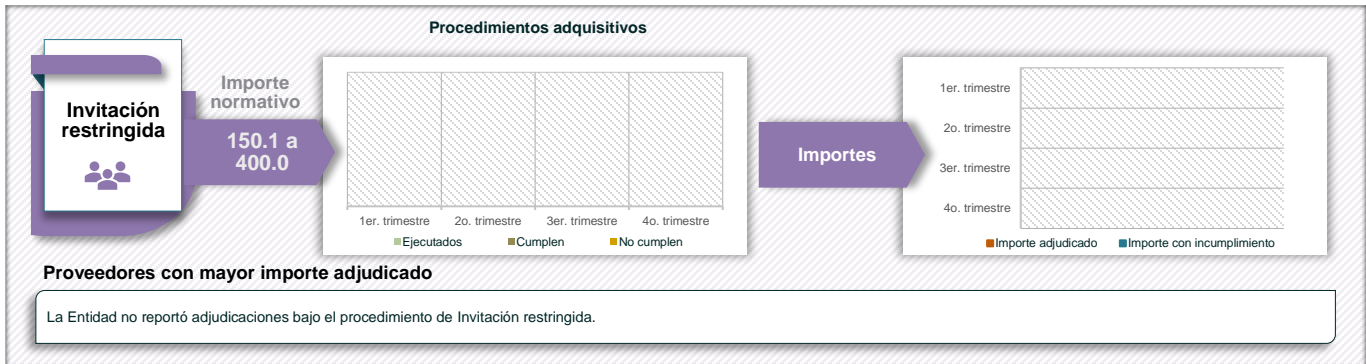 Procedimientos adquisitivos
Invitación
restringida
Importe
normativo
150.1 a
400.0
1er. trimestre
2o. trimestre
3er. trimestre
4o. trimestre
Ejecutados
Cumplen
No cumplen
Importes
1er. trimestre
2o. trimestre
3er. trimestre
4o. trimestre
Importe adjudicado
Importe con incumplimiento
Proveedores con mayor importe adjudicado
La Entidad no reportó adjudicaciones bajo el procedimiento de Invitación restringida.